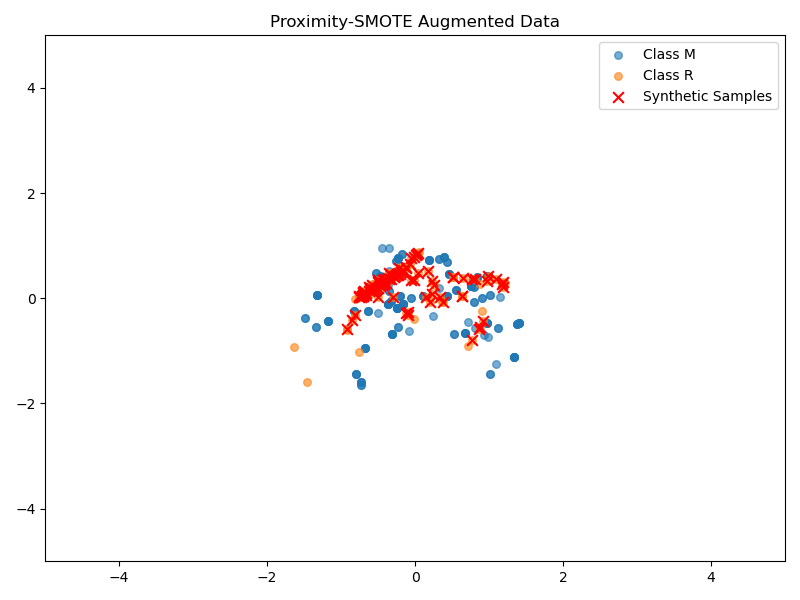 Proximity-SMOTE Augmented Data
Class M
Class R
Synthetic Samples
4
2
0
−2
−4
−4
−2
0
2
4